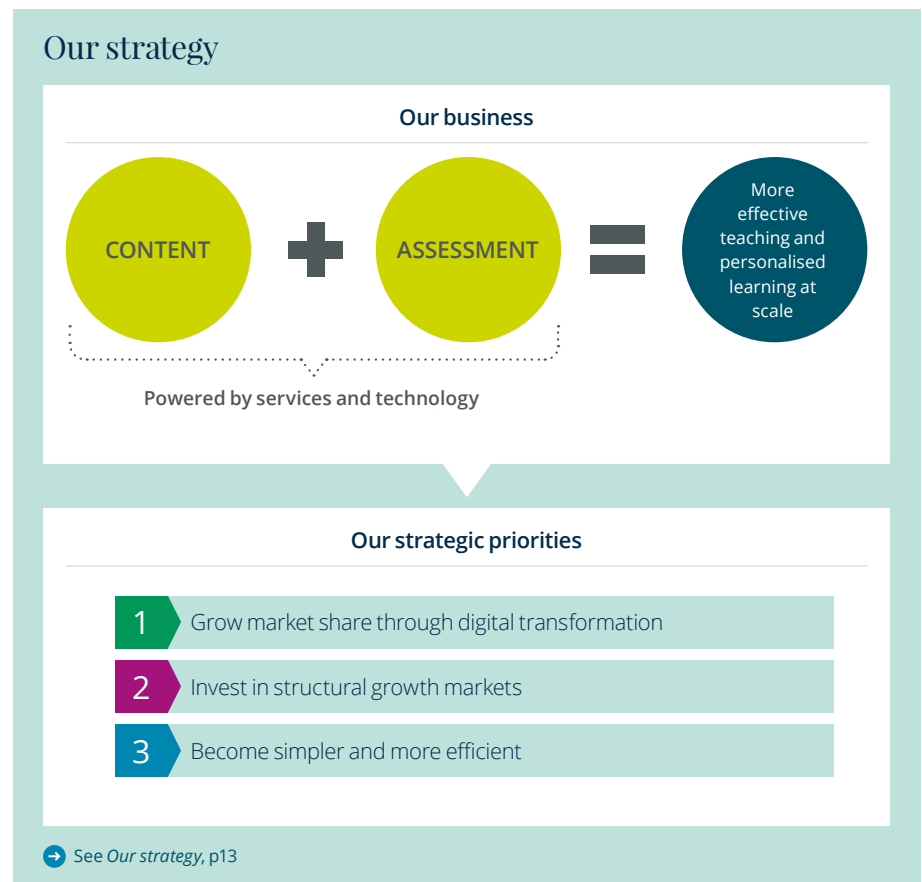 Our strategy
Our business
CONTENT
ASSESSMENT
More
effective
teaching and
personalised
learning at
scale
Powered by services and technology
Our strategic priorities
1 Grow market share through digital transformation
2 Invest in structural growth markets
3 Become simpler and more efficient
See Our strategy, p13